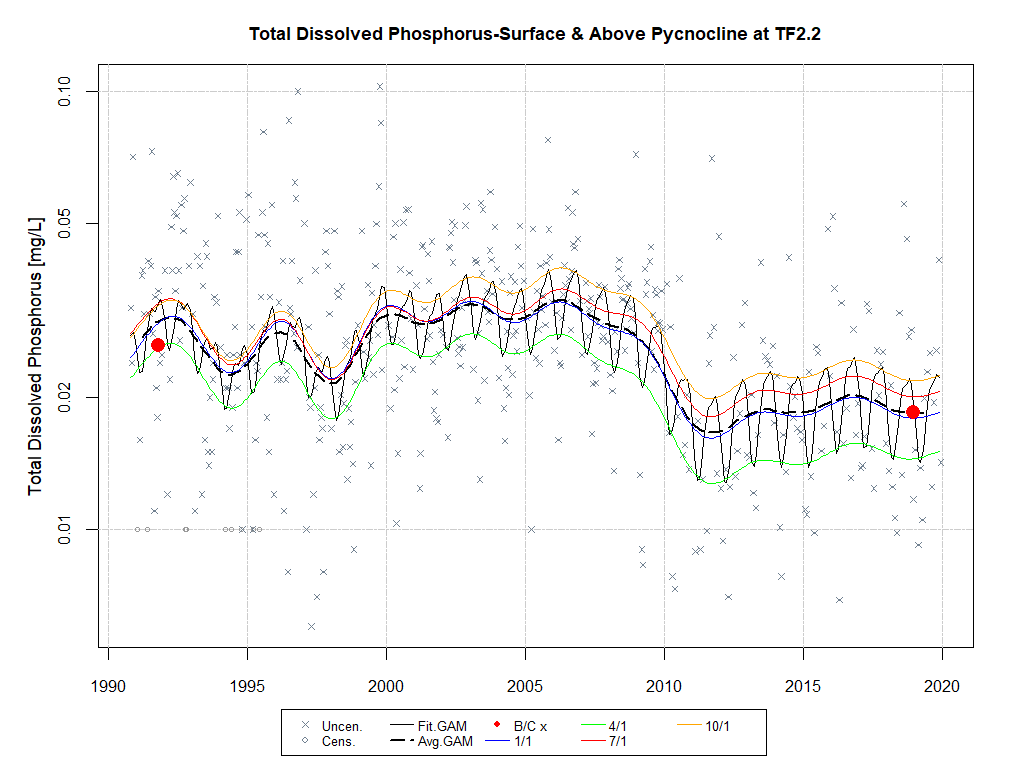 Total Dissolved Phosphorus-Surface & Above Pycnocline at TF2.2
Total Dissolved Phosphorus [mg/L]
0.10
0.05
0.02
0.01
1990 1995 2000 2005 2010 2015 2020
Uncen. Fit.GAM B/C x 4/1 10/1
Cens. Avg.GAM 1/1 7/1